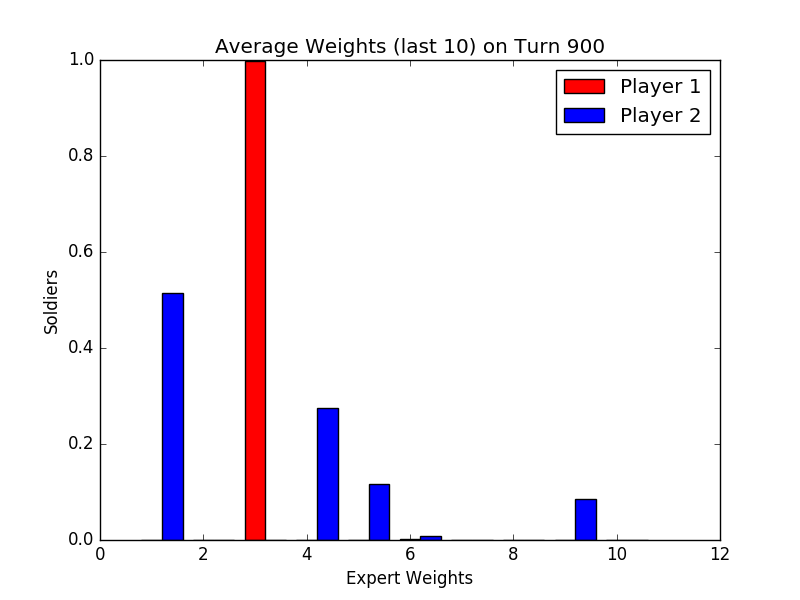 Average Weights (last 10) on Turn 900
1.0
Player 1
Player 2
0.8
0.6
Soldiers
0.4
0.2
0.0
0 2 4 6 8 10 12
Expert Weights